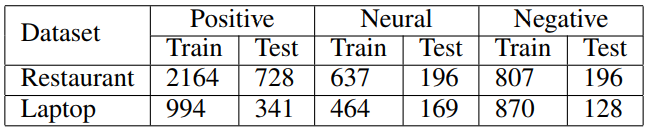 Dataset Positive Neural Negative
Train Test Train Test Train Test
Restaurant 2164 728 637 196 807 196
Laptop 994 341 464 169 870 128